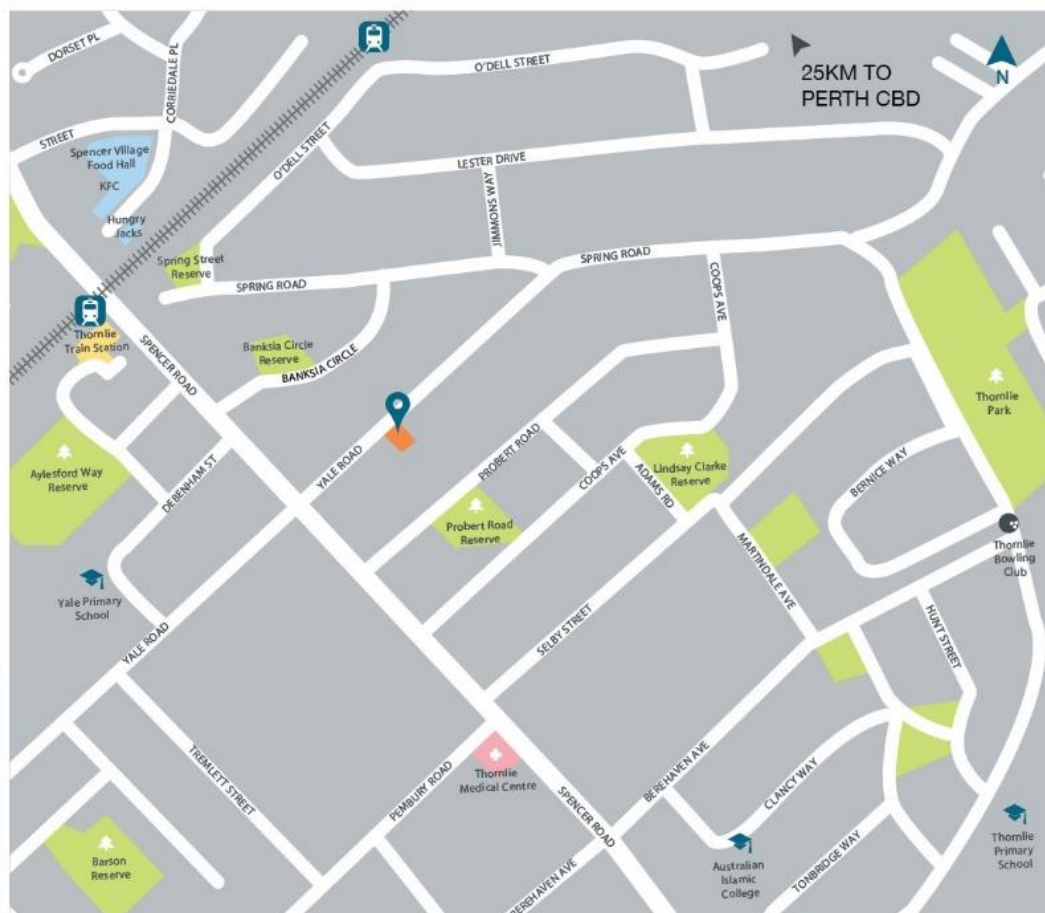 DORSET PL
CORRIEDALE PL
STREET
Spencer Village
Food Hall
KFC
Hungry
Jacks
O'DELL STREET
O'DELL STREET
25KM TO
PERTH CBD
N
LESTER DRIVE
JIMMONS WAY
Spring Street
Reserve
SPRING ROAD
SPRING ROAD
COOPS AVE
Thornlie
Train Station
SPENCER ROAD
Banksia Circle
Reserve
BANKSIA CIRCLE
Thornlie
Park
Aylesford Way
Reserve
DEBENHAM ST
YALE ROAD
PROBERT ROAD
COOPS AVE
ADAMS RD
Lindsay Clarke
Reserve
BERNICE WAY
Probert Road
Reserve
MARTINDALE AVE
Thornlie
Bowling
Club
Yale Primary
School
YALE ROAD
SELBY STREET
HUNT STREET
TREMLETT STREET
PEMBURY ROAD
Thornlie
Medical Centre
SPENCER ROAD
BEREHAVEN AVE
CLANCY WAY
Barson
Reserve
BEREHAVEN AVE
Australian
Islamic
College
TONBRIDGE WAY
Thornlie
Primary
School